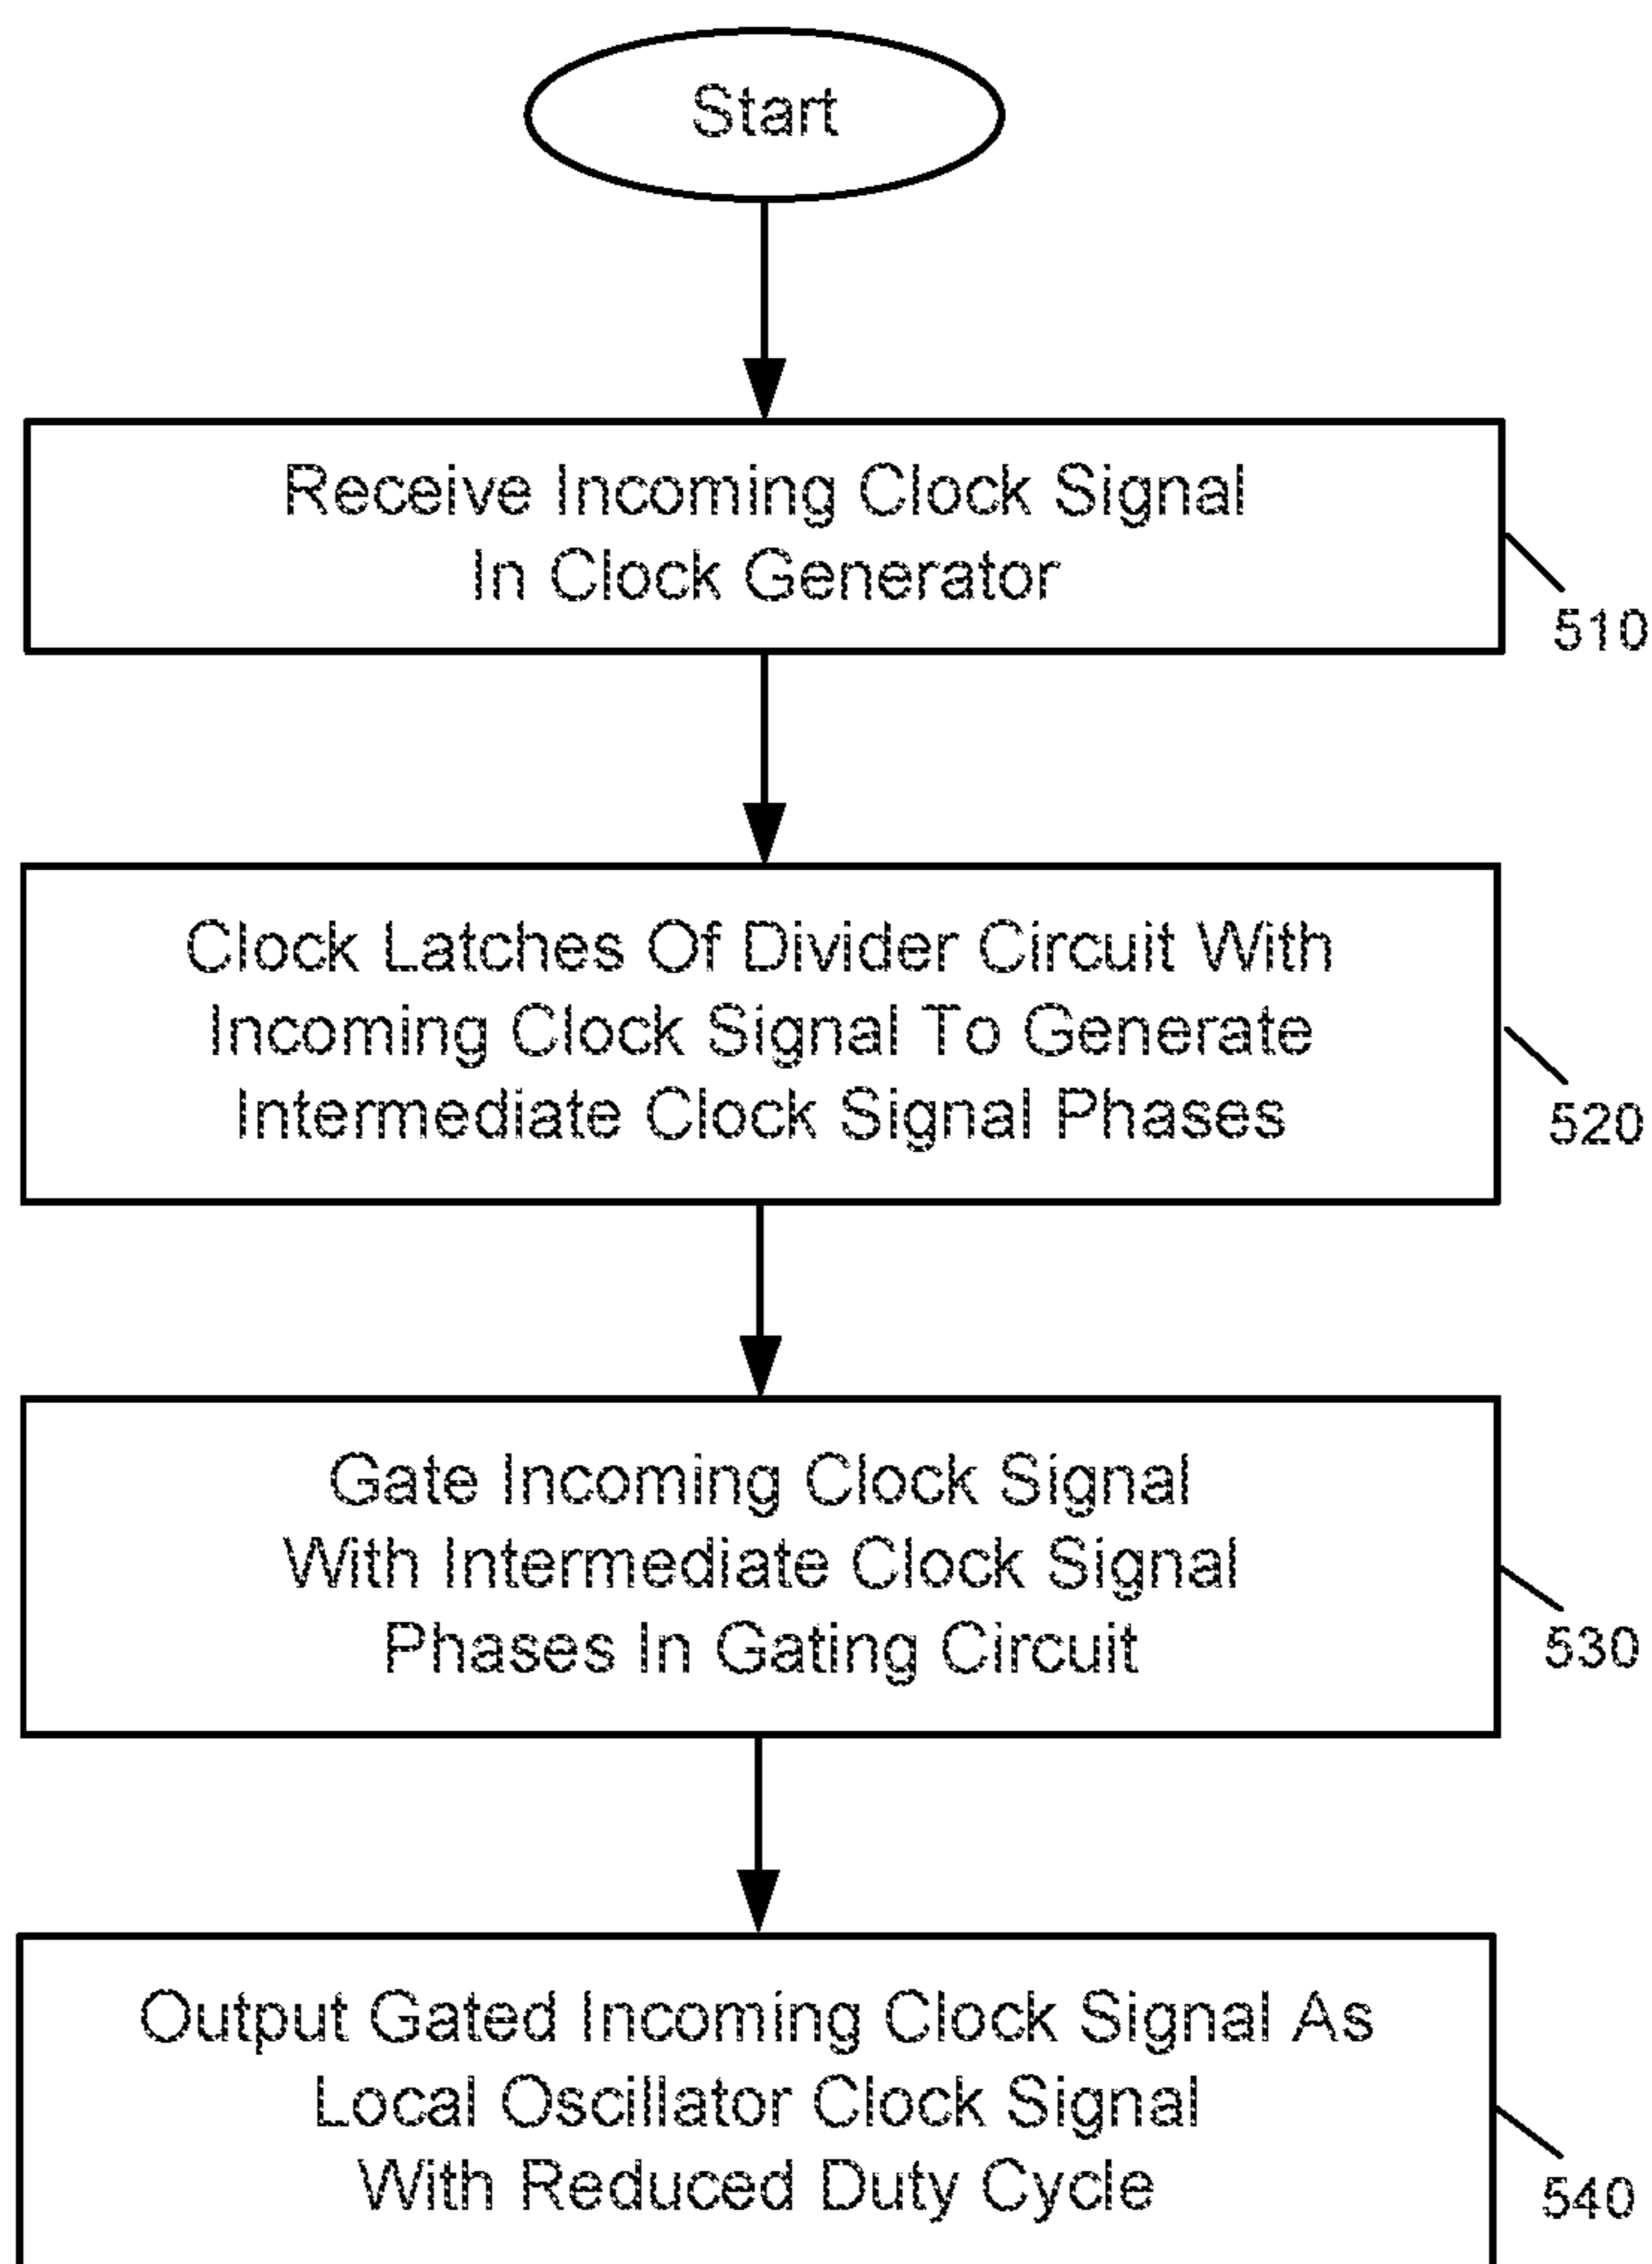 Start
Receive Incoming Clock Signal
In Clock Generator
510
Clock Latches Of Divider Circuit With
Incoming Clock Signal To Generate
Intermediate Clock Signal Phases
520
Gate Incoming Clock Signal
With Intermediate Clock Signal
Phases In Gating Circuit
530
Output Gated Incoming Clock Signal As
Local Oscillator Clock Signal
With Reduced Duty Cycle
540